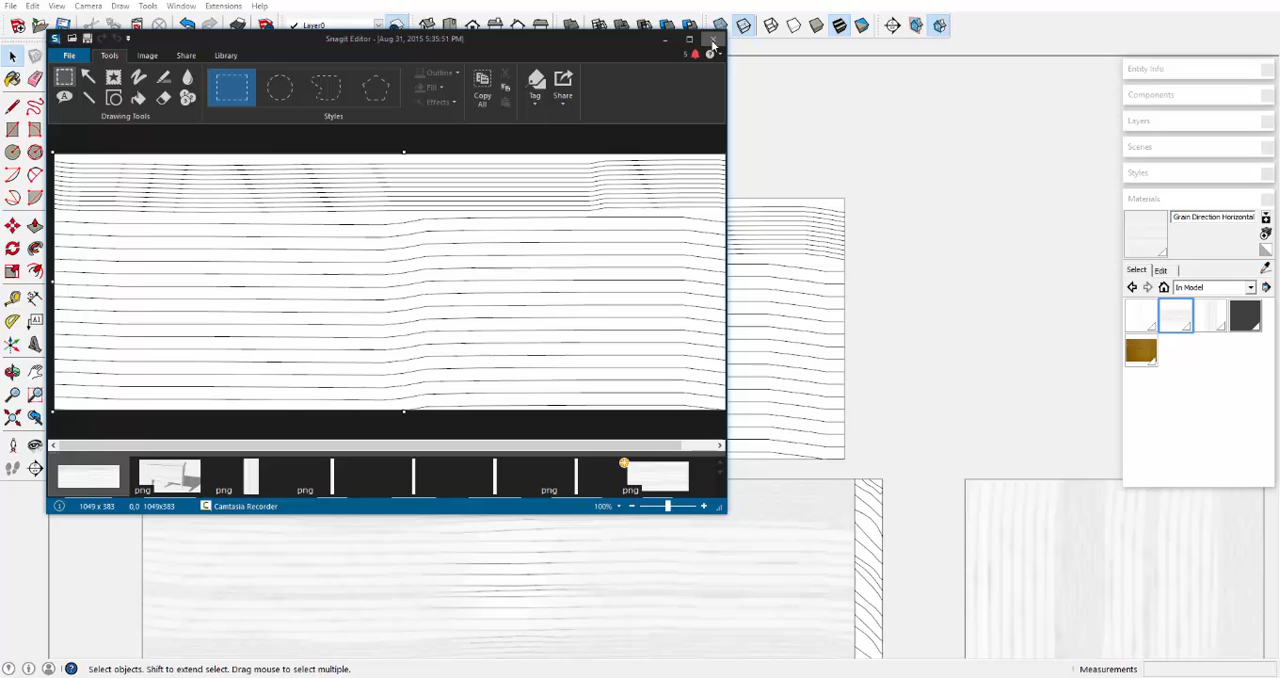 File Edit View Camera Draw Tools Window Extensions Help
Layer0
Snagit Editor - [Aug 31, 2015 5:35:51 PM]
File Tools Image Share Library
5
Outline
Fill
Effects
Copy All
Tag
Share
Drawing Tools
Styles
A
A1
png png png png png
1049 x 383 0,0 1049x383 Camtasia Recorder 100%
Entity Info
Components
Layers
Scenes
Styles
Materials
Grain Direction Horizontal
Select Edit
In Model
Select objects. Shift to extend select. Drag mouse to select multiple.
Measurements